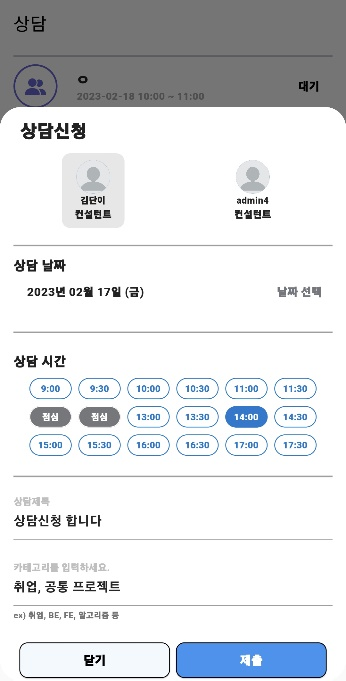 상담
ㅇ
2023-02-18 10:00 ~ 11:00
대기
상담신청
김단이
컨설턴트
admin4
컨설턴트
상담 날짜
2023년 02월 17일 (금)
날짜 선택
상담 시간
9:00 9:30 10:00 10:30 11:00 11:30
점심 점심 13:00 13:30 14:00 14:30
15:00 15:30 16:00 16:30 17:00 17:30
상담제목
상담신청 합니다
카테고리를 입력하세요.
취업, 공통 프로젝트
ex) 취업, BE, FE, 알고리즘 등
닫기 제출